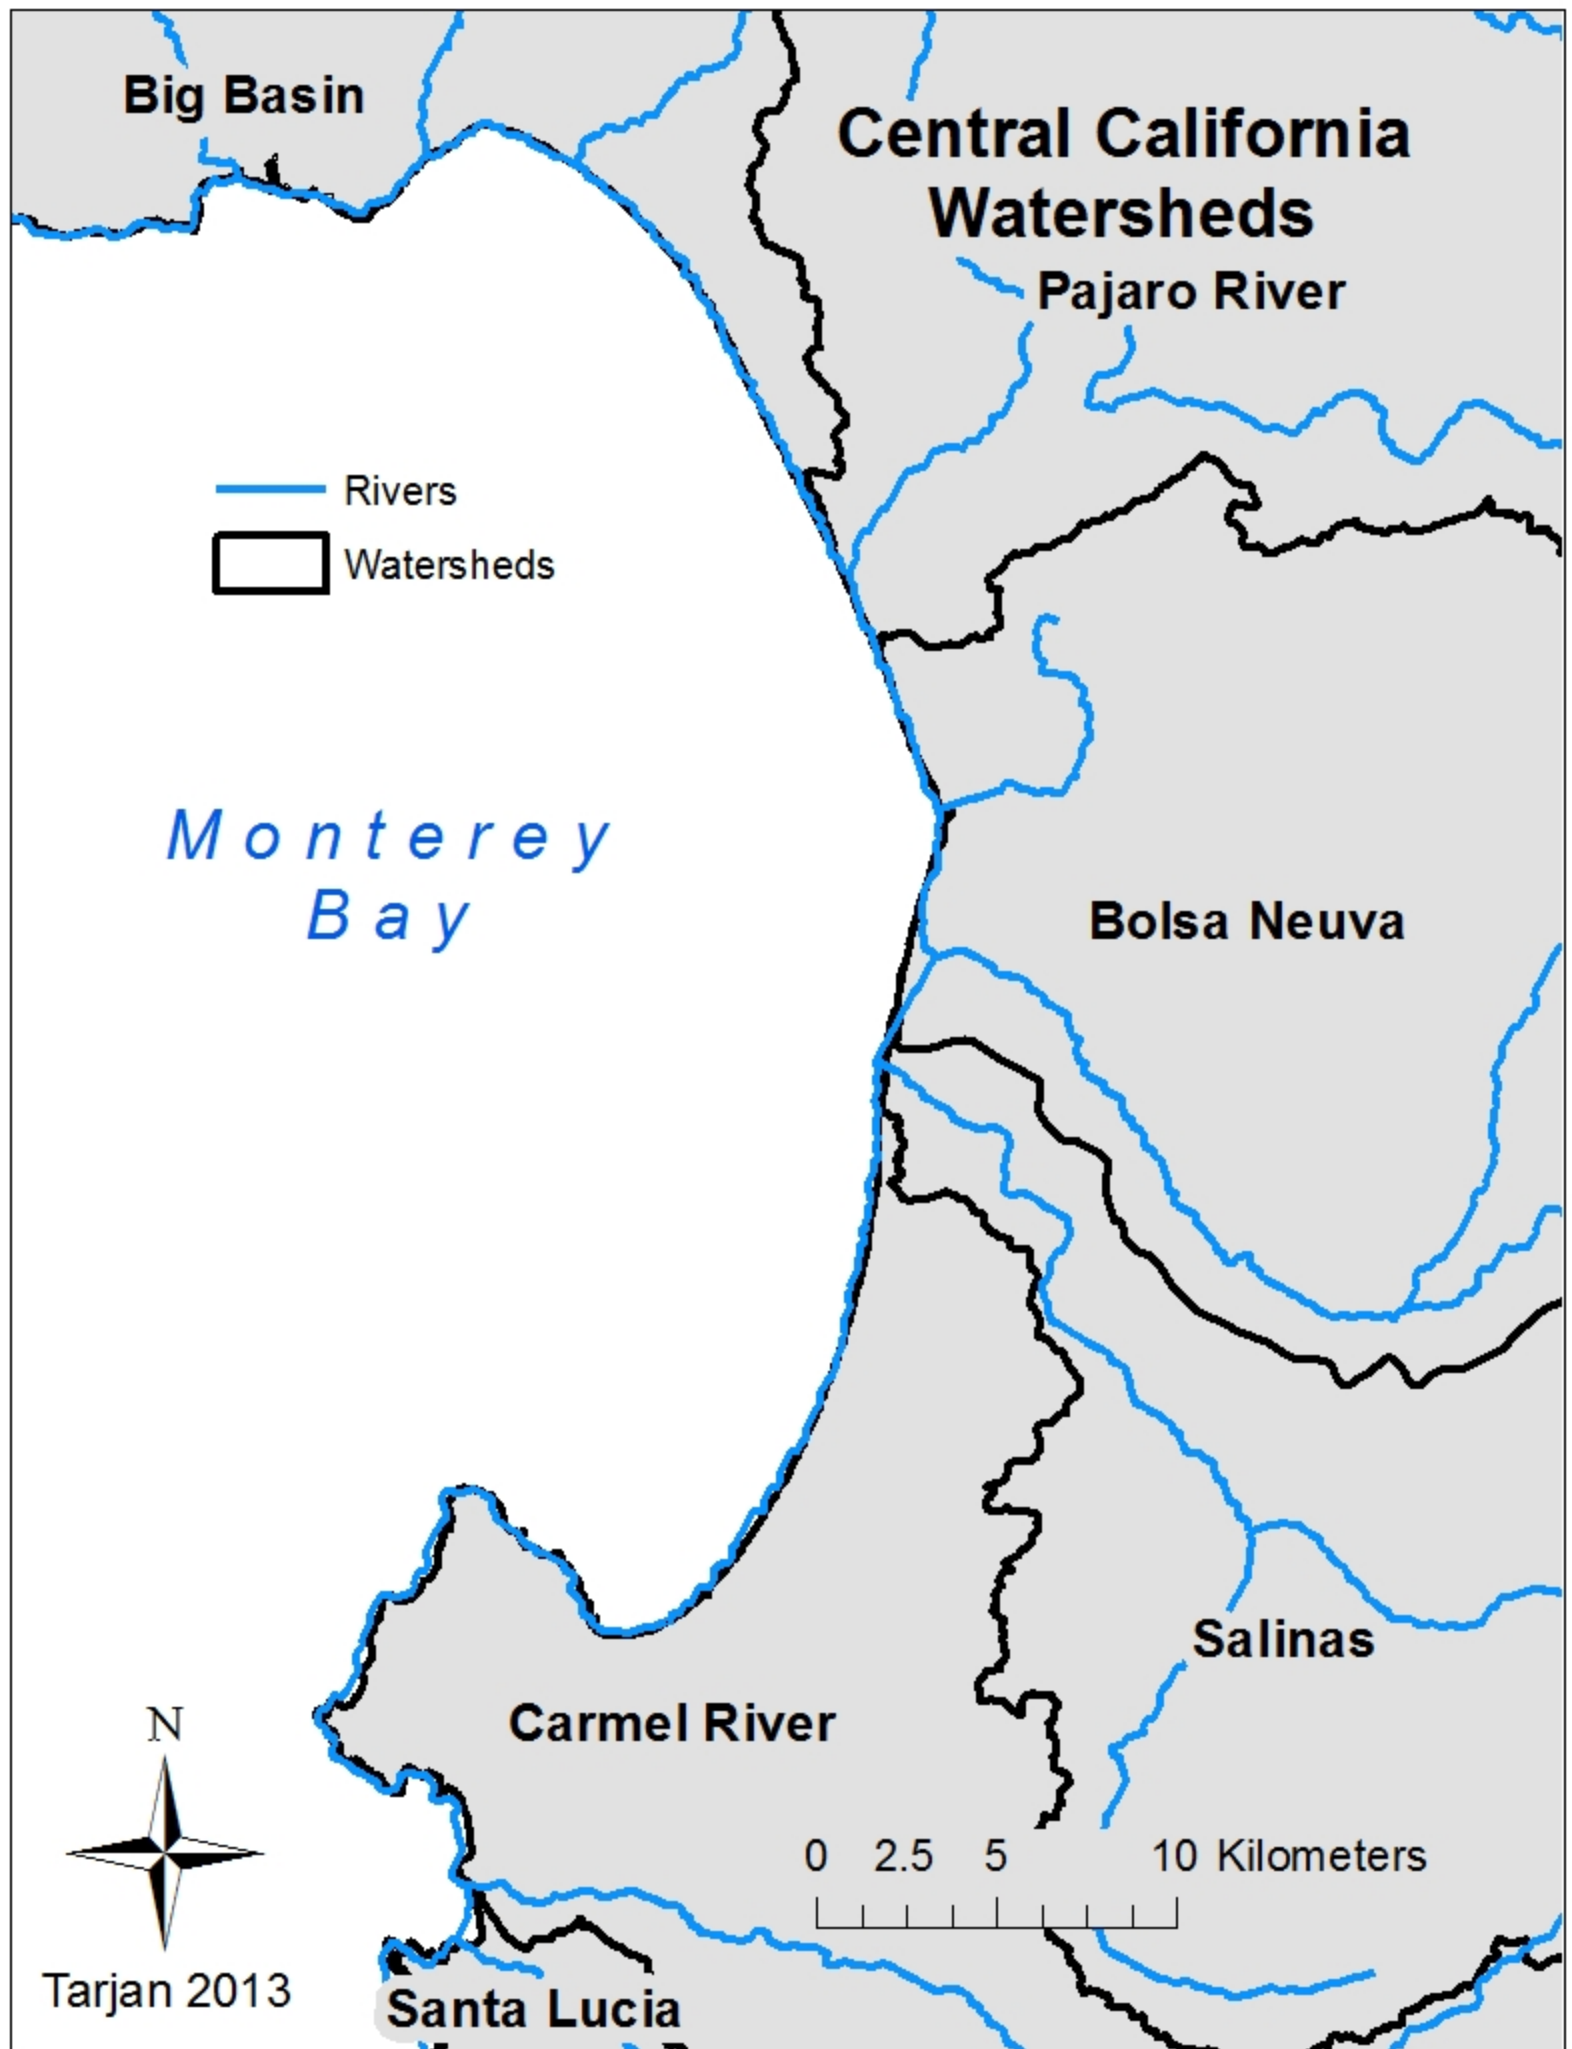 Big Basin
Central California
Watersheds
Pajaro River
Rivers
Watersheds
Monterey
Bay
Bolsa Neuva
Salinas
Carmel River
N
0 2.5 5 10 Kilometers
Tarjan 2013
Santa Lucia